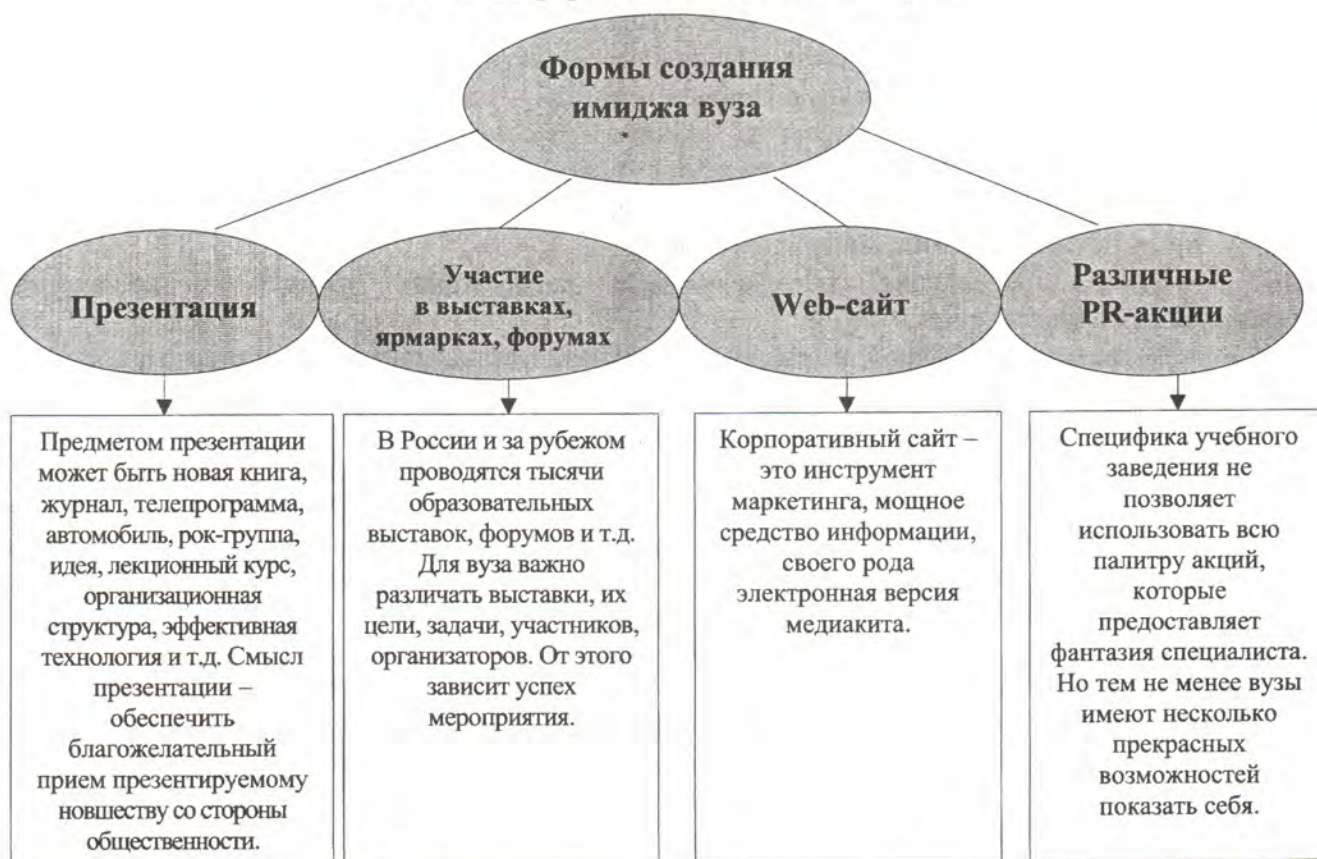 Формы создания
имиджа вуза
Презентация
Участие
в выставках,
ярмарках, форумах
Web-сайт
Различные
PR-акции
Предметом презентации
может быть новая книга,
журнал, телепрограмма,
автомобиль, рок-группа,
идея, лекционный курс,
организационная
структура, эффективная
технология и т.д. Смысл
презентации –
обеспечить
благожелательный
прием презентируемому
новшеству со стороны
общественности.
В России и за рубежом
проводятся тысячи
образовательных
выставок, форумов и т.д.
Для вуза важно
различать выставки, их
цели, задачи, участников,
организаторов. От этого
зависит успех
мероприятия.
Корпоративный сайт –
это инструмент
маркетинга, мощное
средство информации,
своего рода
электронная версия
медиакита.
Специфика учебного
заведения не
позволяет
использовать всю
палитру акций,
которые
предоставляет
фантазия специалиста.
Но тем не менее вузы
имеют несколько
прекрасных
возможностей
показать себя.